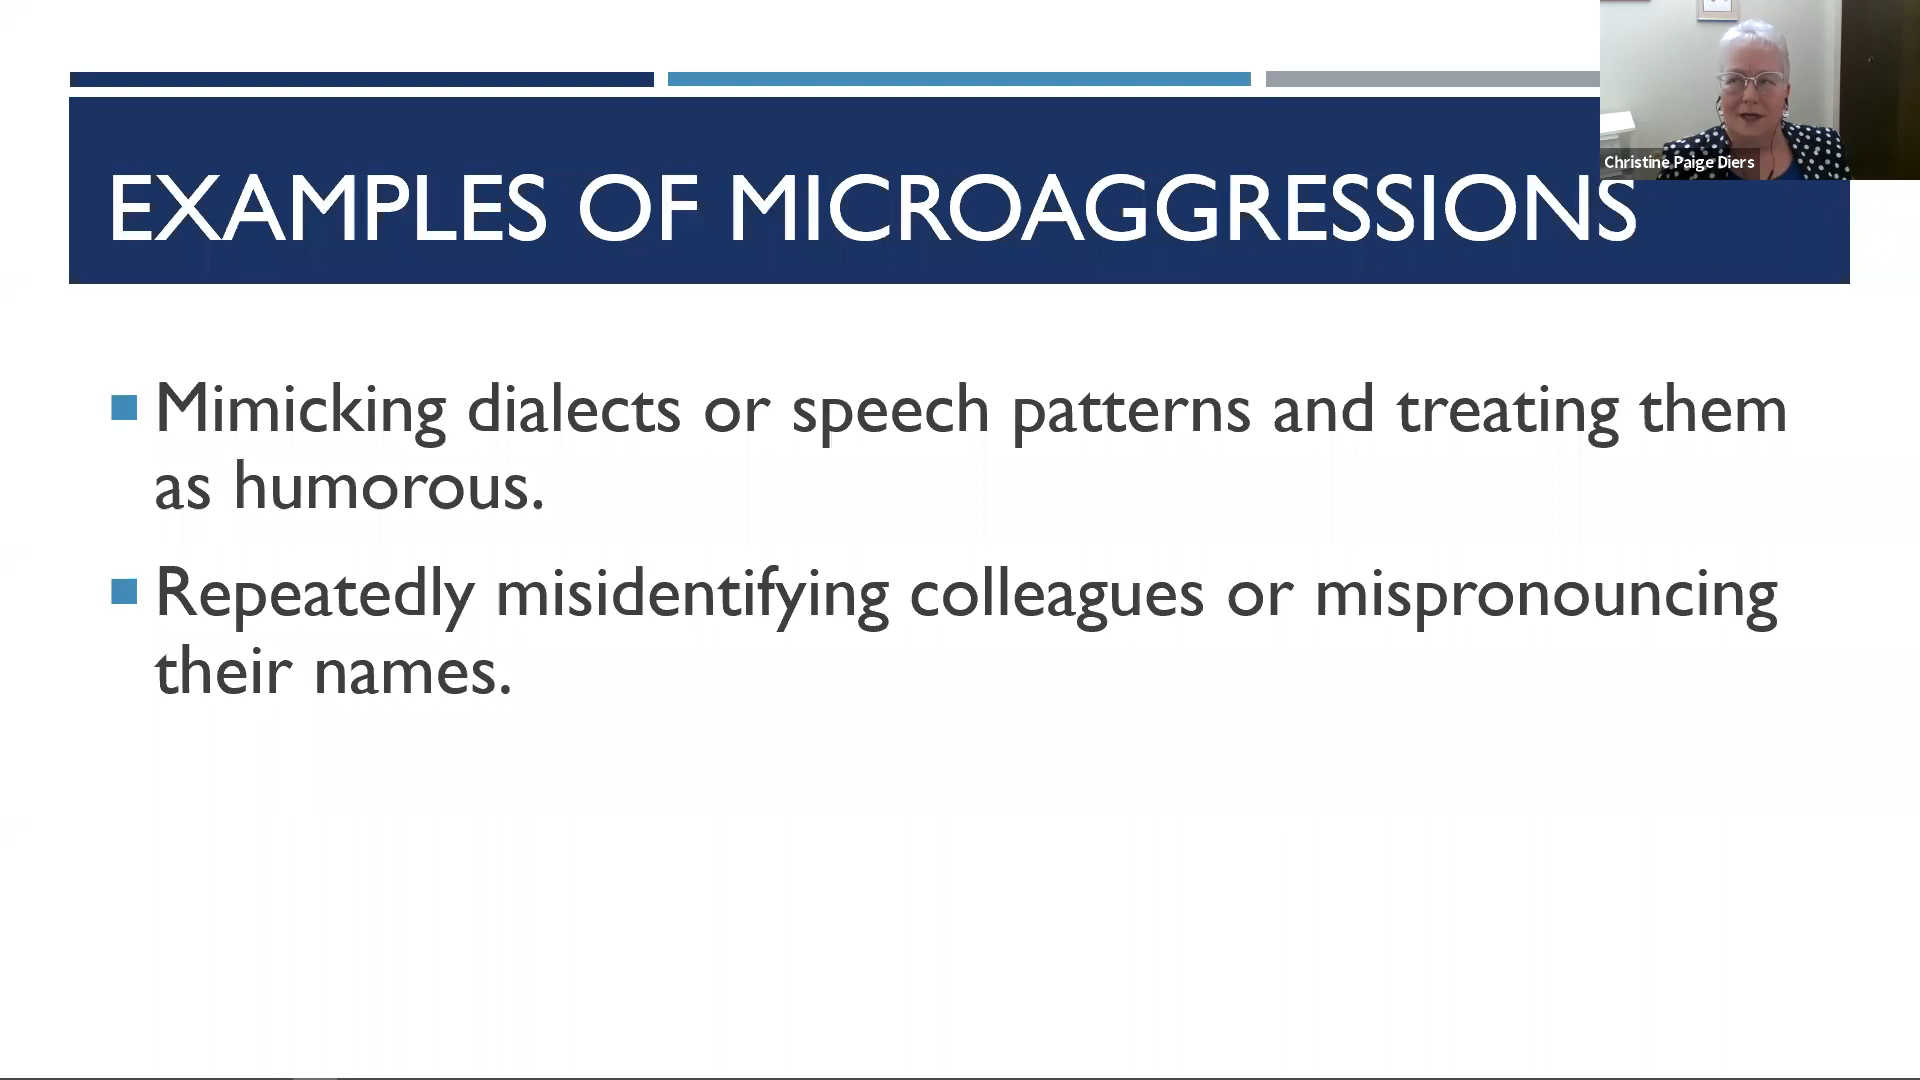 Christine Paige Diers
EXAMPLES OF MICROAGGRESSIONS
Mimicking dialects or speech patterns and treating them
as humorous.
Repeatedly misidentifying colleagues or mispronouncing
their names.